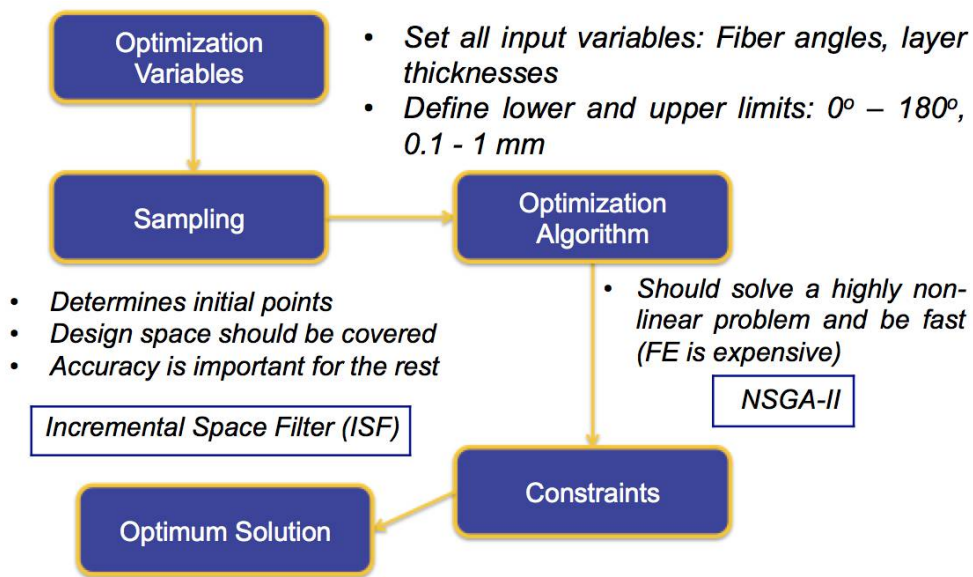 Optimization
Variables
• Set all input variables: Fiber angles, layer
thicknesses
• Define lower and upper limits: 0º – 180º,
0.1 - 1 mm
Sampling
Optimization
Algorithm
• Determines initial points
• Design space should be covered
• Accuracy is important for the rest
Incremental Space Filter (ISF)
• Should solve a highly non-
linear problem and be fast
(FE is expensive)
NSGA-II
Constraints
Optimum Solution